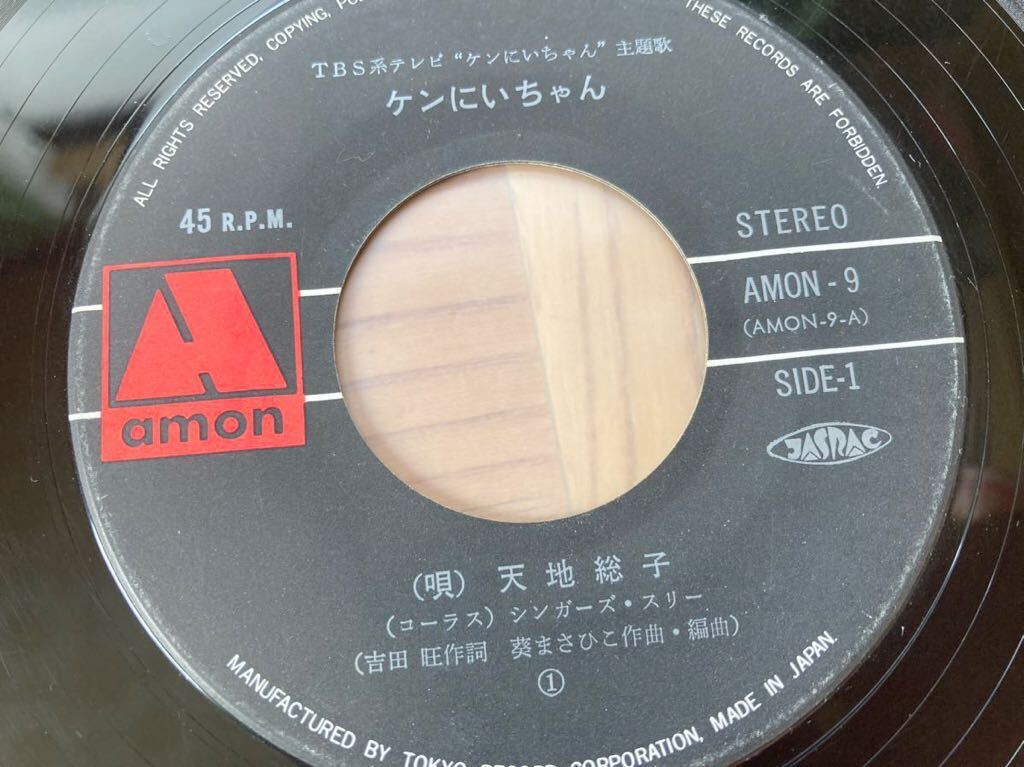 ALL RIGHTS RESERVED, COPYING,
THESE RECORDS ARE FORBIDDEN.
TBS系テレビ“ケンにいちゃん”主題歌
ケンにいちゃん
45 R.P.M.
STEREO
AMON - 9
(AMON-9-A)
SIDE-1
JASRAC
amon
(唄) 天地総子
(コーラス) シンガーズ・スリー
(吉田 旺作詞 葵まさひこ作曲・編曲)
①
MANUFACTURED BY TOKYO RECORD CORPORATION, MADE IN JAPAN.